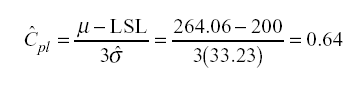 Ĉ_pl = (μ − LSL) / (3σ̂) = (264.06 − 200) / (3(33.23)) = 0.64